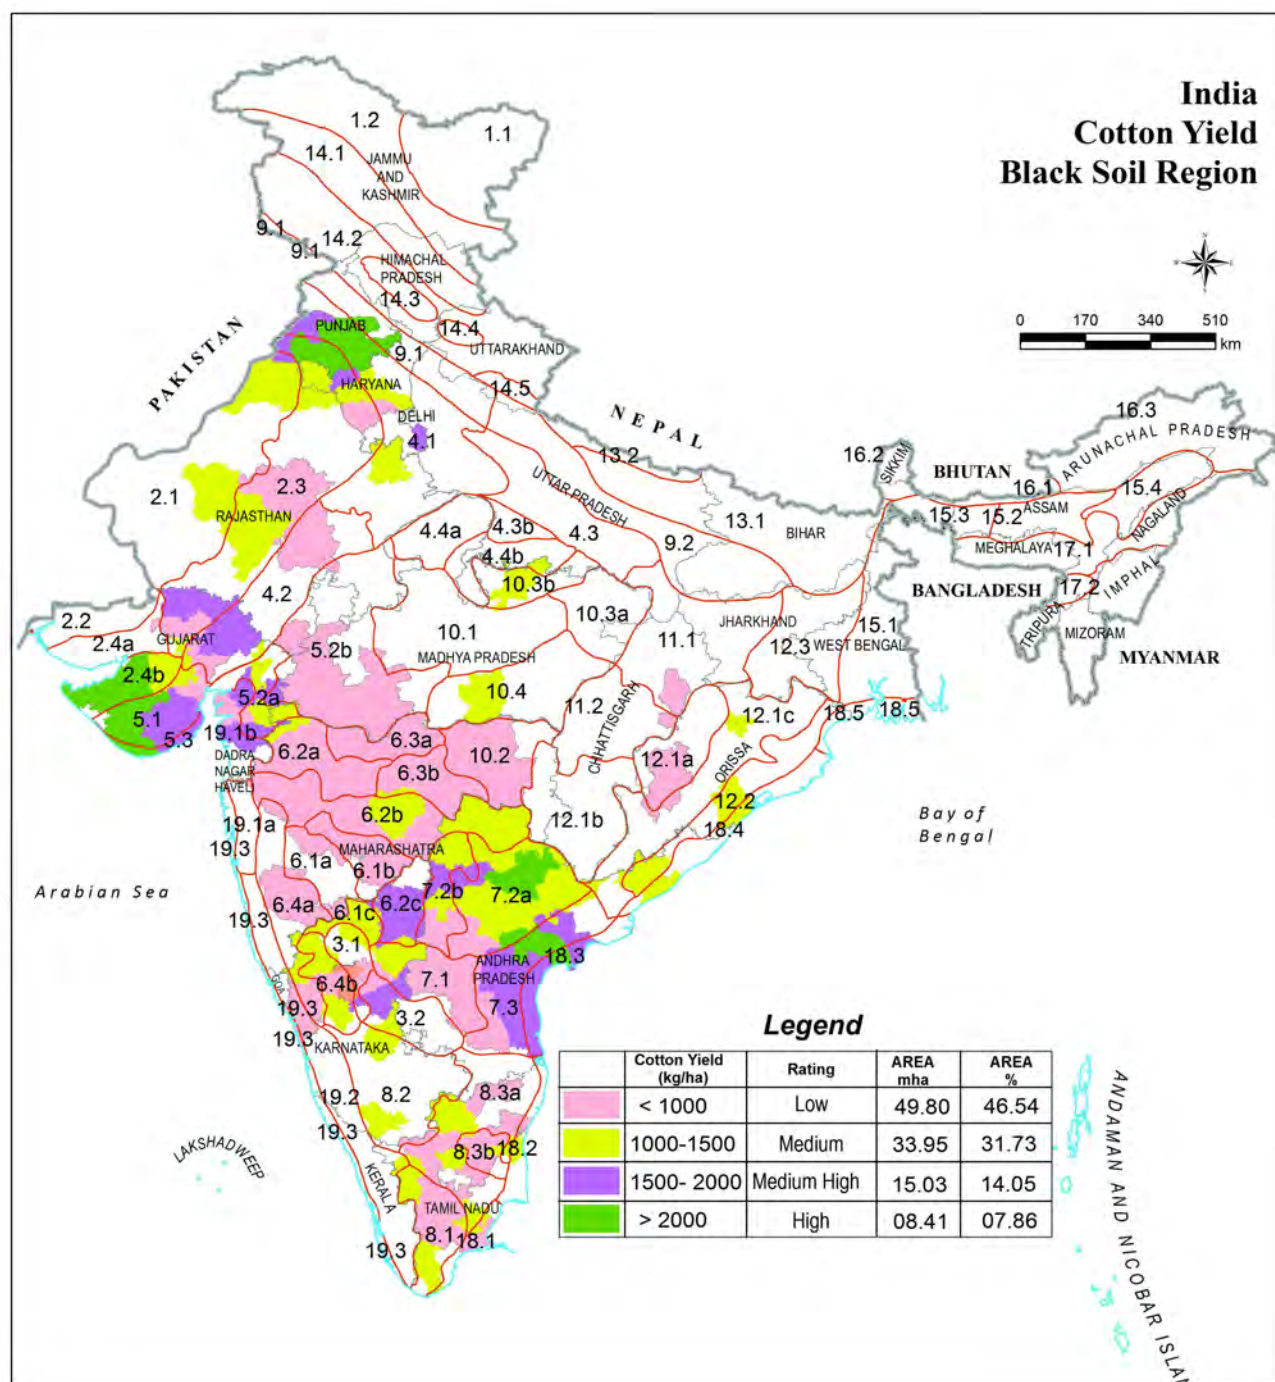 India
Cotton Yield
Black Soil Region
1.2
1.1
14.1
JAMMU
AND
KASHMIR
9.1
14.2
9.1
HIMACHAL
PRADESH
14.3
0 170 340 510
km
PAKISTAN
PUNJAB
14.4
9.1
UTTARAKHAND
HARYANA
14.5
DELHI
4.1
NEPAL
16.3
13.2
16.2
SIKKIM
BHUTAN
ARUNACHAL PRADESH
2.1
2.3
RAJASTHAN
UTTAR PRADESH
16.1
15.4
ASSAM
NAGALAND
4.4a
4.3b
4.3
13.1
BIHAR
15.3
15.2
9.2
MEGHALAYA
17.1
4.4b
10.3b
BANGLADESH
17.2
IMPHAL
4.2
2.2
10.3a
JHARKHAND
TRIPURA
2.4a
GUJARAT
10.1
11.1
15.1
MIZORAM
5.2b
MADHYA PRADESH
12.3
WEST BENGAL
MYANMAR
2.4b
5.2a
10.4
11.2
CHHATTISGARH
12.1c
18.5
18.5
5.1
5.3
19.1b
6.2a
6.3a
10.2
12.1a
ORISSA
DADRA
NAGAR
HAVELI
6.3b
12.2
6.2b
12.1b
18.4
Bay of
Bengal
19.1a
19.3
MAHARASHATRA
6.1a
6.1b
Arabian Sea
7.2b
7.2a
6.4a
6.1c
6.2c
19.3
3.1
18.3
ANDHRA
PRADESH
GOA
6.4b
7.1
19.3
7.3
3.2
19.3
KARNATAKA
Legend
Cotton Yield
(kg/ha) Rating AREA
mha AREA
%
< 1000 Low 49.80 46.54
1000-1500 Medium 33.95 31.73
1500- 2000 Medium High 15.03 14.05
> 2000 High 08.41 07.86
19.2
8.2
8.3a
19.3
LAKSHADWEEP
8.3b
18.2
KERALA
TAMIL NADU
8.1
18.1
19.3
ANDAMAN AND NICOBAR ISLAN